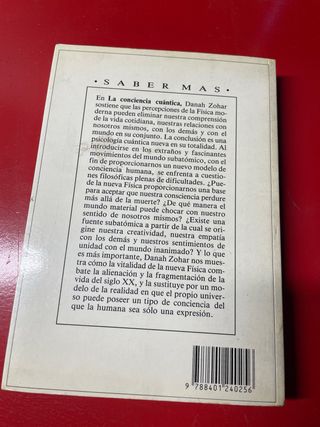 · SABER MAS ·
En La conciencia cuántica, Danah Zohar
sostiene que las percepciones de la Física mo-
derna pueden eliminar nuestra comprensión
de la vida cotidiana, nuestras relaciones con
nosotros mismos, con los demás y con el
mundo en su conjunto. La conclusión es una
psicología cuántica nueva en su totalidad. Al
introducirse en los extraños y fascinantes
movimientos del mundo subatómico, con el
fin de proporcionarnos un nuevo modelo de
conciencia humana, se enfrenta a cuestio-
nes filosóficas plenas de dificultades. ¿Pue-
de la nueva Física proporcionarnos una base
para aceptar que nuestra conciencia perdure
más allá de la muerte? ¿De qué manera el
mundo material puede chocar con nuestro
sentido de nosotros mismos? ¿Existe una
fuente subatómica a partir de la cual se ori-
gine nuestra creatividad, nuestra empatía
con los demás y nuestros sentimientos de
unidad con el mundo inanimado? Y lo que
es más importante, Danah Zohar nos mues-
tra cómo la vitalidad de la nueva Física com-
bate la alienación y la fragmentación de la
vida del siglo XX, y la sustituye por un mo-
delo de la realidad en que el propio univer-
so puede poseer un tipo de conciencia del
que la humana sea sólo una expresión.
9 788401 240256